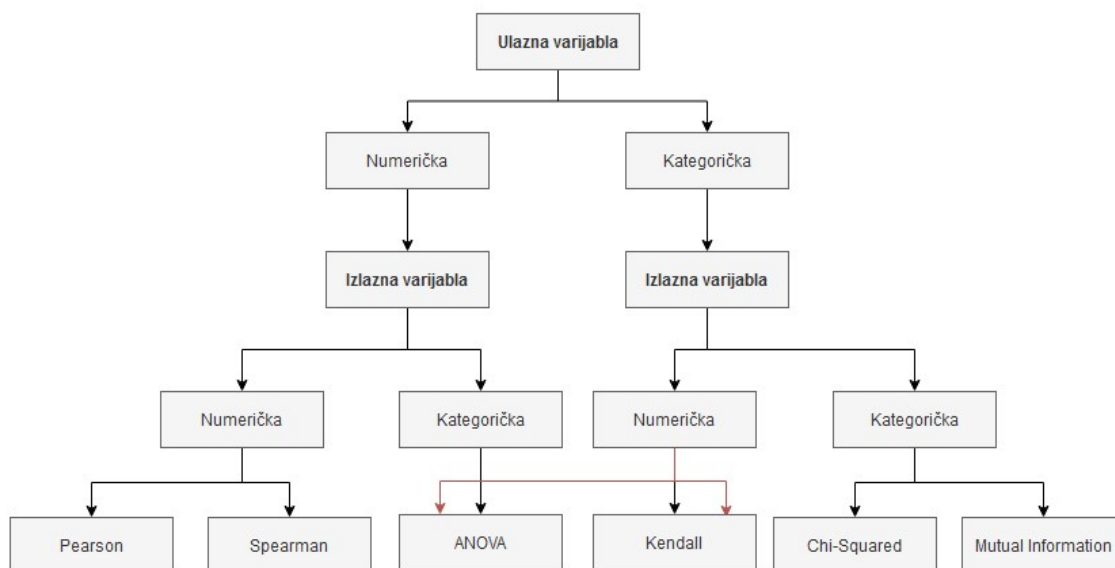 Ulazna varijabla
Numerička
Kategorička
Izlazna varijabla
Izlazna varijabla
Numerička
Kategorička
Numerička
Kategorička
Pearson
Spearman
ANOVA
Kendall
Chi-Squared
Mutual Information